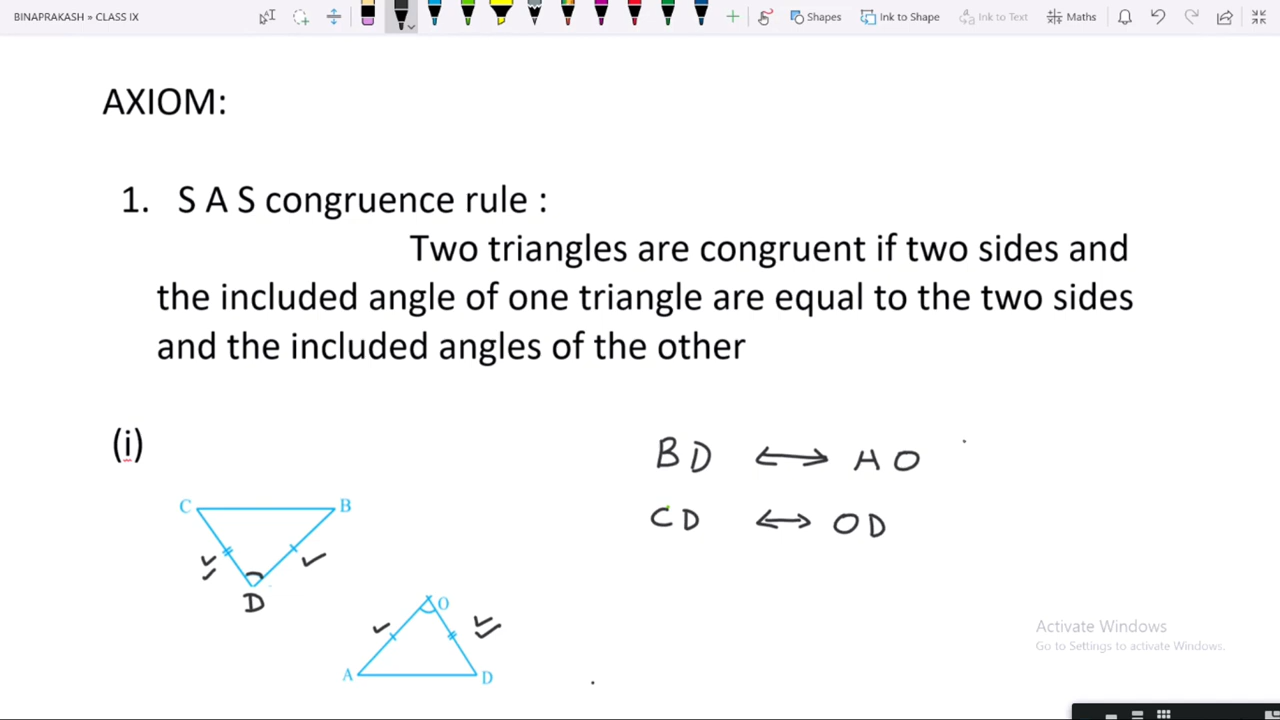 BINAPRAKASH » CLASS IX
Shapes
Ink to Shape
Ink to Text
Maths
AXIOM:
1. S A S congruence rule :
Two triangles are congruent if two sides and
the included angle of one triangle are equal to the two sides
and the included angles of the other
(i)
BD ↔ AO
CD ↔ OD
C B
D
O
A D
Activate Windows
Go to Settings to activate Windows.